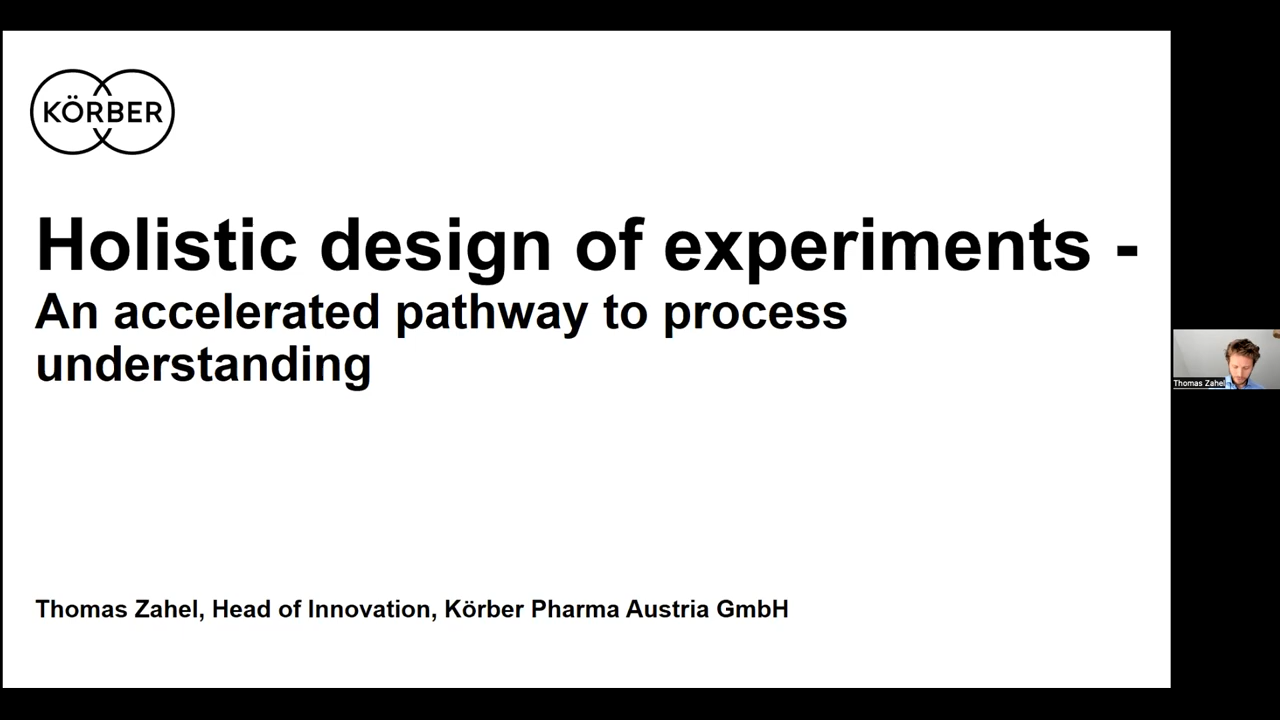 KÖRBER
Holistic design of experiments -
An accelerated pathway to process
understanding
Thomas Zahel
Thomas Zahel, Head of Innovation, Körber Pharma Austria GmbH